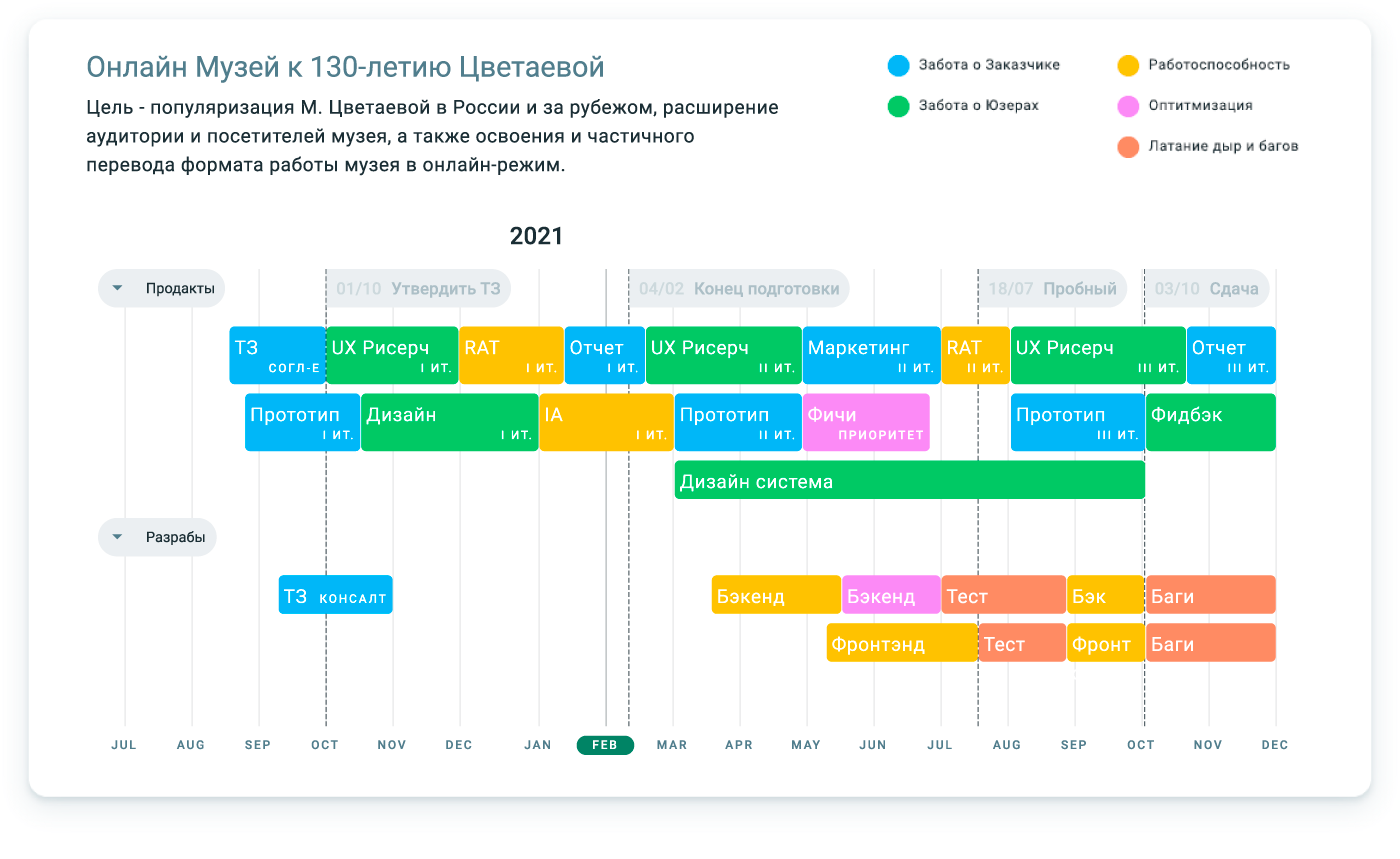 Онлайн Музей к 130-летию Цветаевой
Цель - популяризация М. Цветаевой в России и за рубежом, расширение
аудитории и посетителей музея, а также освоения и частичного
перевода формата работы музея в онлайн-режим.
Забота о Заказчике
Работоспособность
Забота о Юзерах
Оптитмизация
Латание дыр и багов
2021
Продакты
01/10 Утвердить ТЗ
04/02 Конец подготовки
18/07 Пробный
03/10 Сдача
ТЗ
СОГЛ-Е
UX Рисерч
I ИТ.
RAT
I ИТ.
Отчет
I ИТ.
UX Рисерч
II ИТ.
Маркетинг
II ИТ.
RAT
II ИТ.
UX Рисерч
III ИТ.
Отчет
III ИТ.
Прототип
I ИТ.
Дизайн
I ИТ.
IA
I ИТ.
Прототип
II ИТ.
Фичи
ПРИОРИТЕТ
Прототип
III ИТ.
Фидбэк
Дизайн система
Разрабы
ТЗ КОНСАЛТ
Бэкенд
Бэкенд
Тест
Бэк
Баги
Фронтэнд
Тест
Фронт
Баги
JUL AUG SEP OCT NOV DEC JAN FEB MAR APR MAY JUN JUL AUG SEP OCT NOV DEC